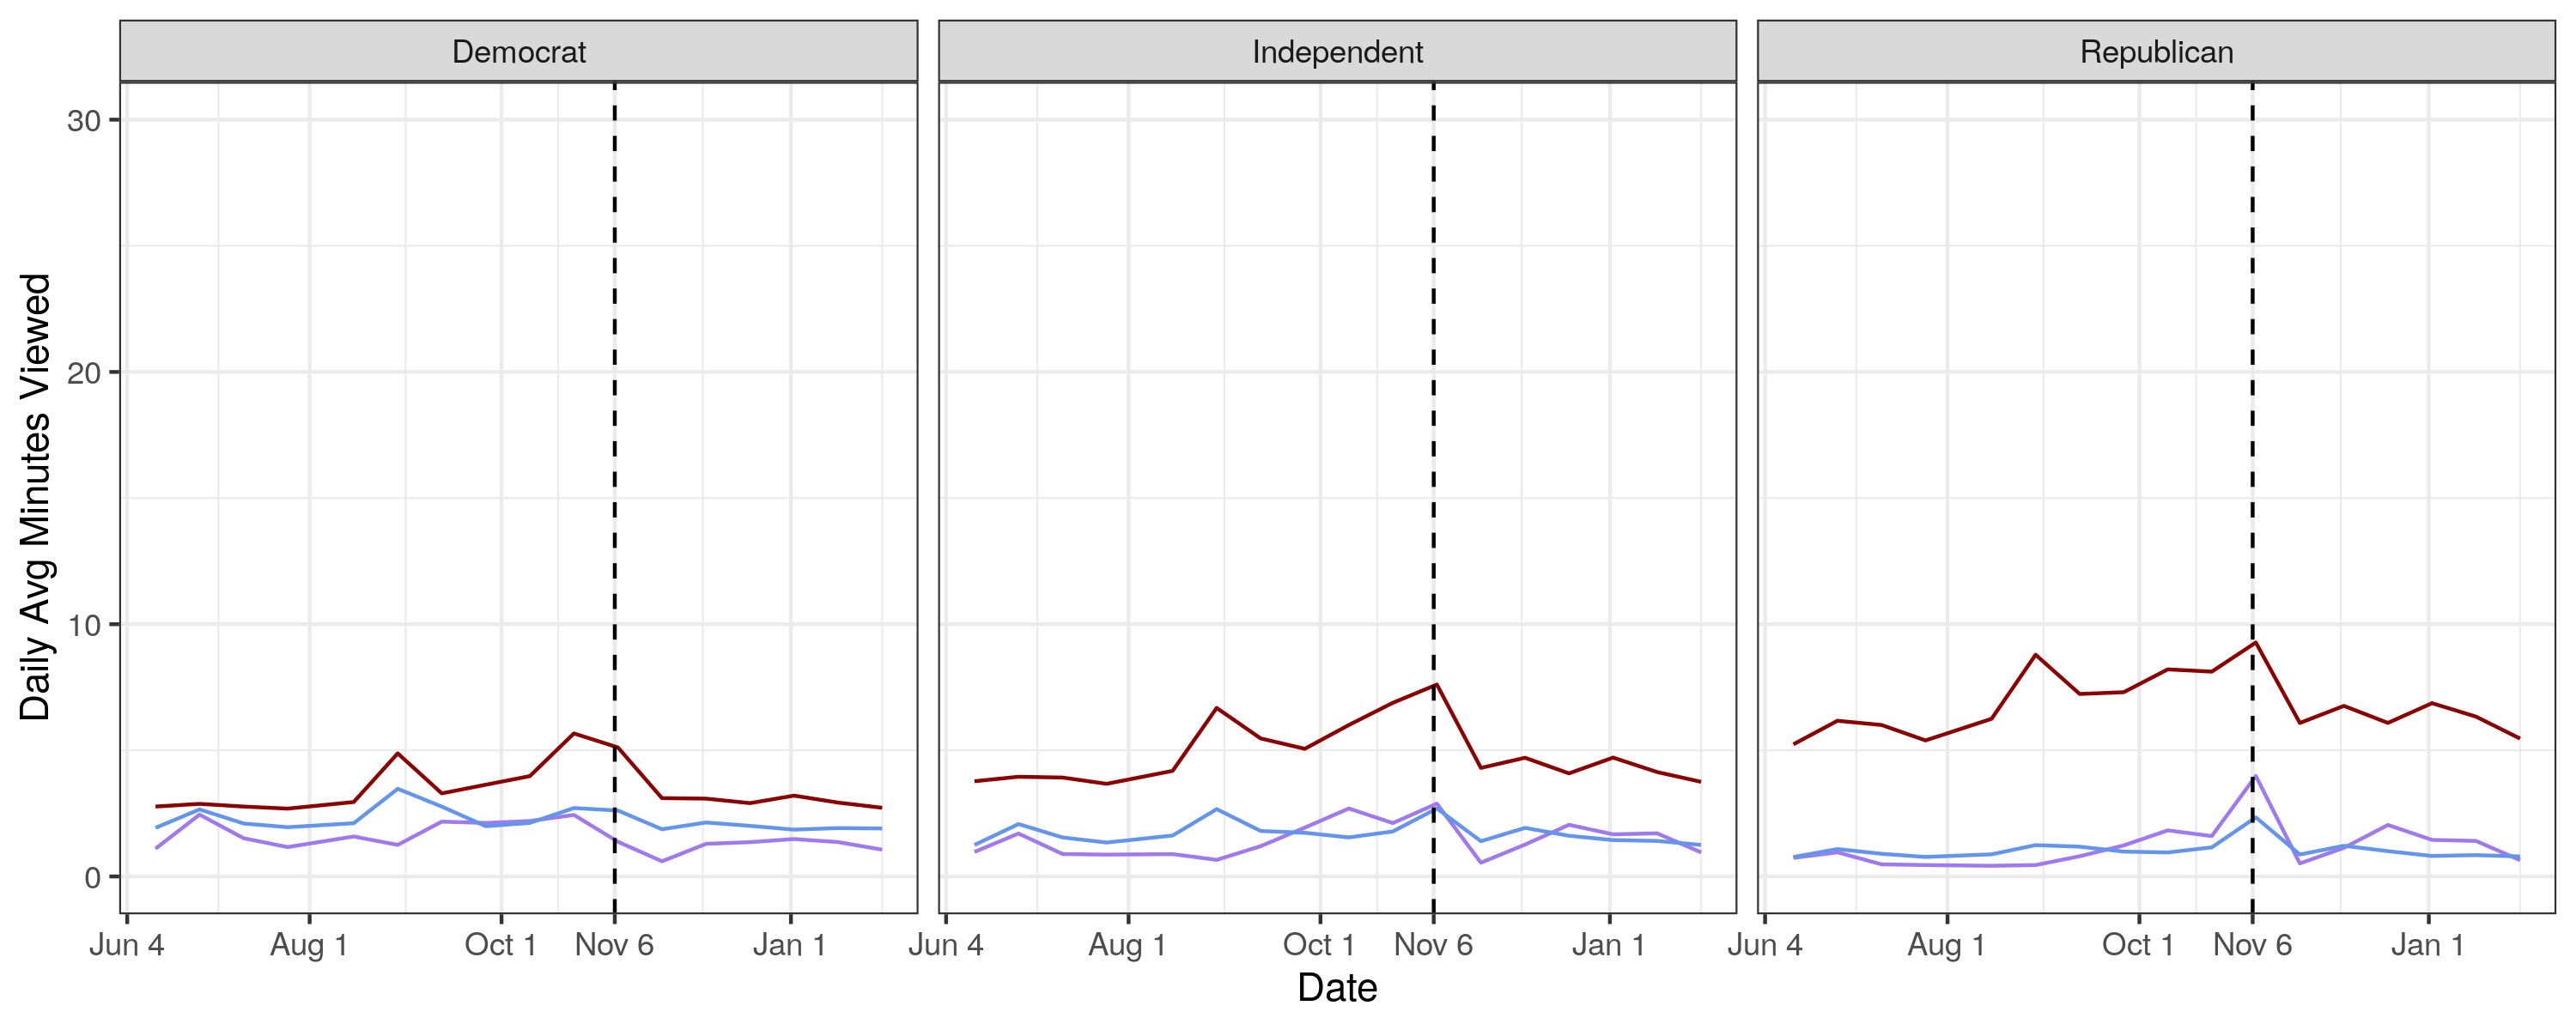 Democrat
Independent
Republican
Daily Avg Minutes Viewed
30
20
10
0
Jun 4 Aug 1 Oct 1 Nov 6 Jan 1
Jun 4 Aug 1 Oct 1 Nov 6 Jan 1
Jun 4 Aug 1 Oct 1 Nov 6 Jan 1
Date